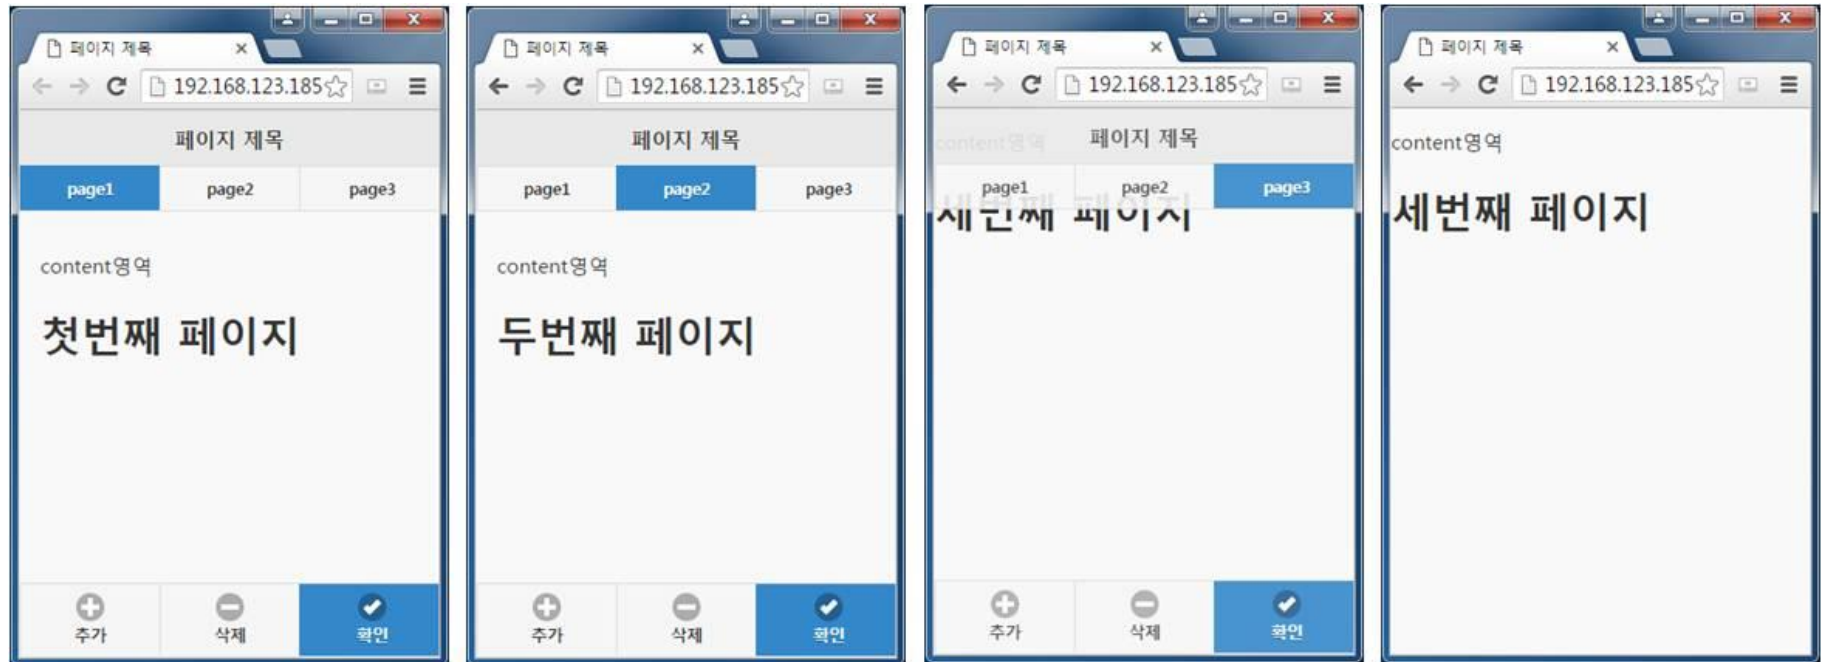 페이지 제목
192.168.123.185
페이지 제목
page1 page2 page3
content영역
첫번째 페이지
추가 삭제 확인
페이지 제목
192.168.123.185
페이지 제목
page1 page2 page3
content영역
두번째 페이지
추가 삭제 확인
페이지 제목
192.168.123.185
content영역 페이지 제목
page1 page2 page3
세번째 페이지
추가 삭제 확인
페이지 제목
192.168.123.185
content영역
세번째 페이지